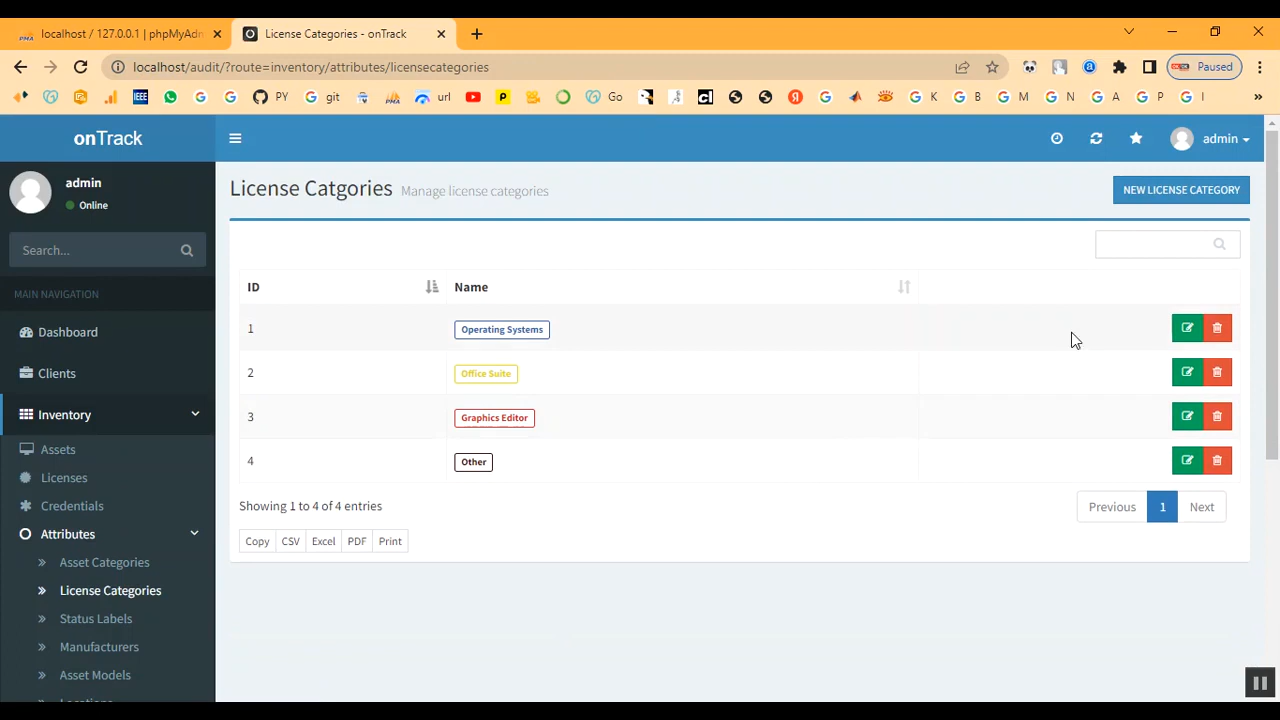 localhost / 127.0.0.1 | phpMyAdn
License Categories - onTrack
localhost/audit/?route=inventory/attributes/licensecategories
Paused
IEEE
PY
git
url
Go
K
B
M
N
A
P
I
onTrack
admin
admin
Online
License Catgories Manage license categories
NEW LICENSE CATEGORY
Search...
MAIN NAVIGATION
Dashboard
Clients
Inventory
Assets
Licenses
Credentials
Attributes
Asset Categories
License Categories
Status Labels
Manufacturers
Asset Models
ID Name
1 Operating Systems
2 Office Suite
3 Graphics Editor
4 Other
Showing 1 to 4 of 4 entries
Previous 1 Next
Copy CSV Excel PDF Print